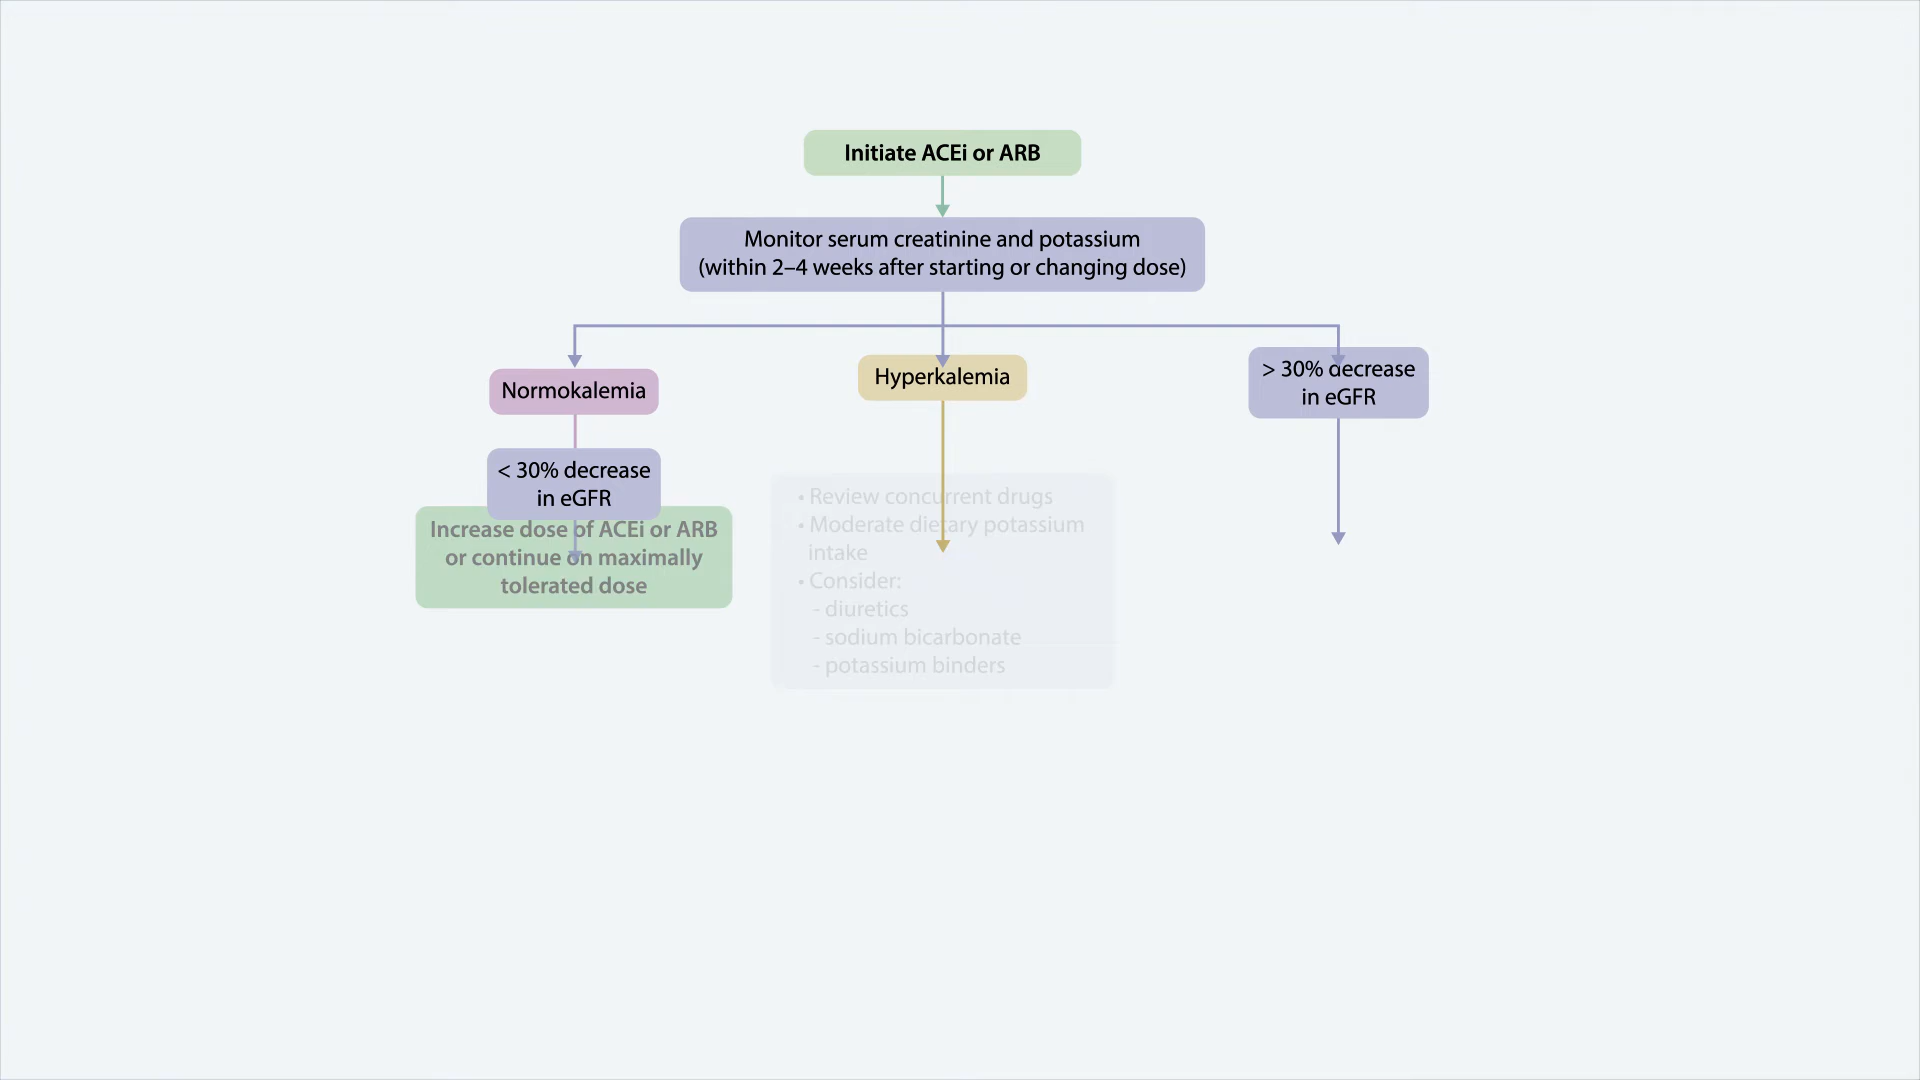 Initiate ACEi or ARB
Monitor serum creatinine and potassium
(within 2–4 weeks after starting or changing dose)
Normokalemia
< 30% decrease
in eGFR
Increase dose of ACEi or ARB
or continue on maximally
tolerated dose
Hyperkalemia
• Review concurrent drugs
• Moderate dietary potassium
intake
• Consider:
- diuretics
- sodium bicarbonate
- potassium binders
> 30% decrease
in eGFR